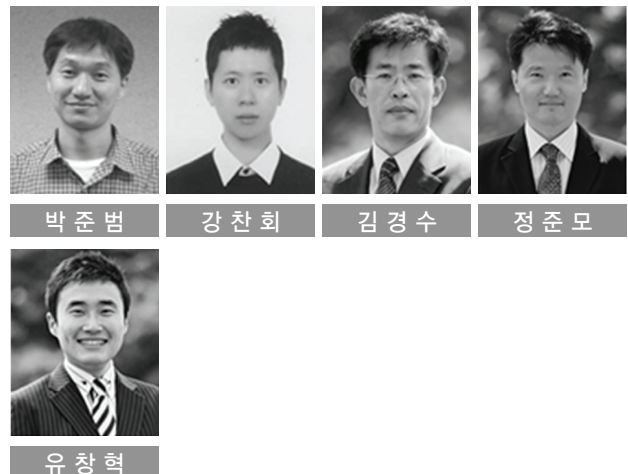 박 준 범
강 찬 회
김 경 수
정 준 모
유 창 혁